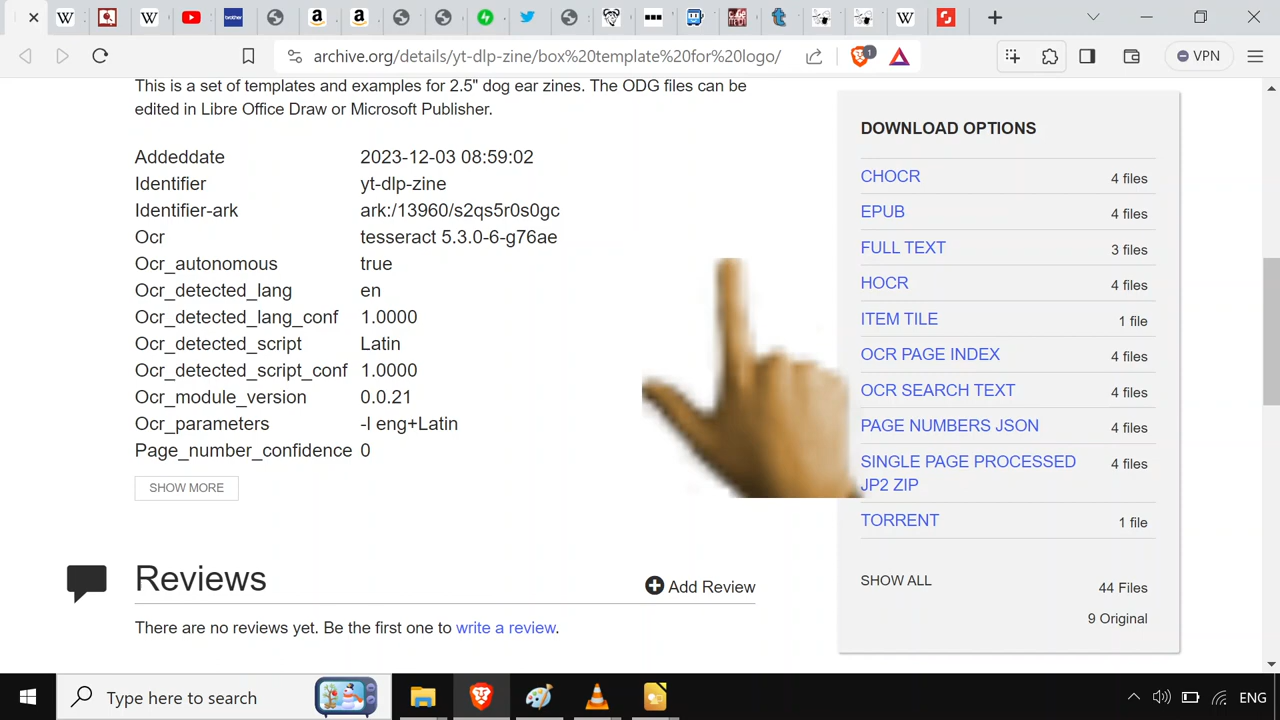 archive.org/details/yt-dlp-zine/box%20template%20for%20logo/
1
VPN
This is a set of templates and examples for 2.5" dog ear zines. The ODG files can be
edited in Libre Office Draw or Microsoft Publisher.
Addeddate 2023-12-03 08:59:02
Identifier yt-dlp-zine
Identifier-ark ark:/13960/s2qs5r0s0gc
Ocr tesseract 5.3.0-6-g76ae
Ocr_autonomous true
Ocr_detected_lang en
Ocr_detected_lang_conf 1.0000
Ocr_detected_script Latin
Ocr_detected_script_conf 1.0000
Ocr_module_version 0.0.21
Ocr_parameters -l eng+Latin
Page_number_confidence 0
SHOW MORE
Reviews
Add Review
There are no reviews yet. Be the first one to write a review.
DOWNLOAD OPTIONS
CHOCR 4 files
EPUB 4 files
FULL TEXT 3 files
HOCR 4 files
ITEM TILE 1 file
OCR PAGE INDEX 4 files
OCR SEARCH TEXT 4 files
PAGE NUMBERS JSON 4 files
SINGLE PAGE PROCESSED 4 files
JP2 ZIP
TORRENT 1 file
SHOW ALL 44 Files
9 Original
Type here to search
ENG